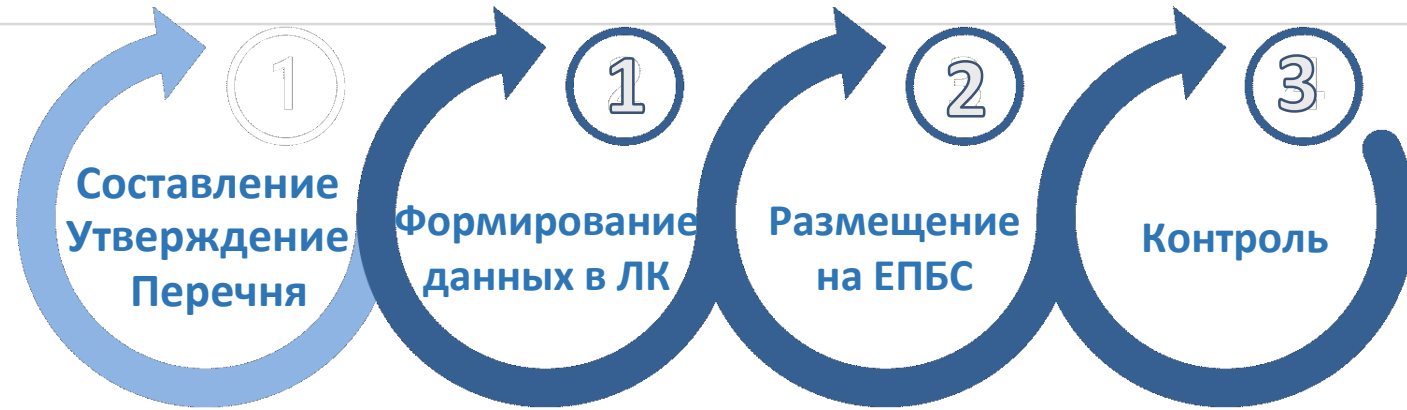 1
1
2
3
Составление
Утверждение
Перечня
Формирование
данных в ЛК
Размещение
на ЕПБС
Контроль